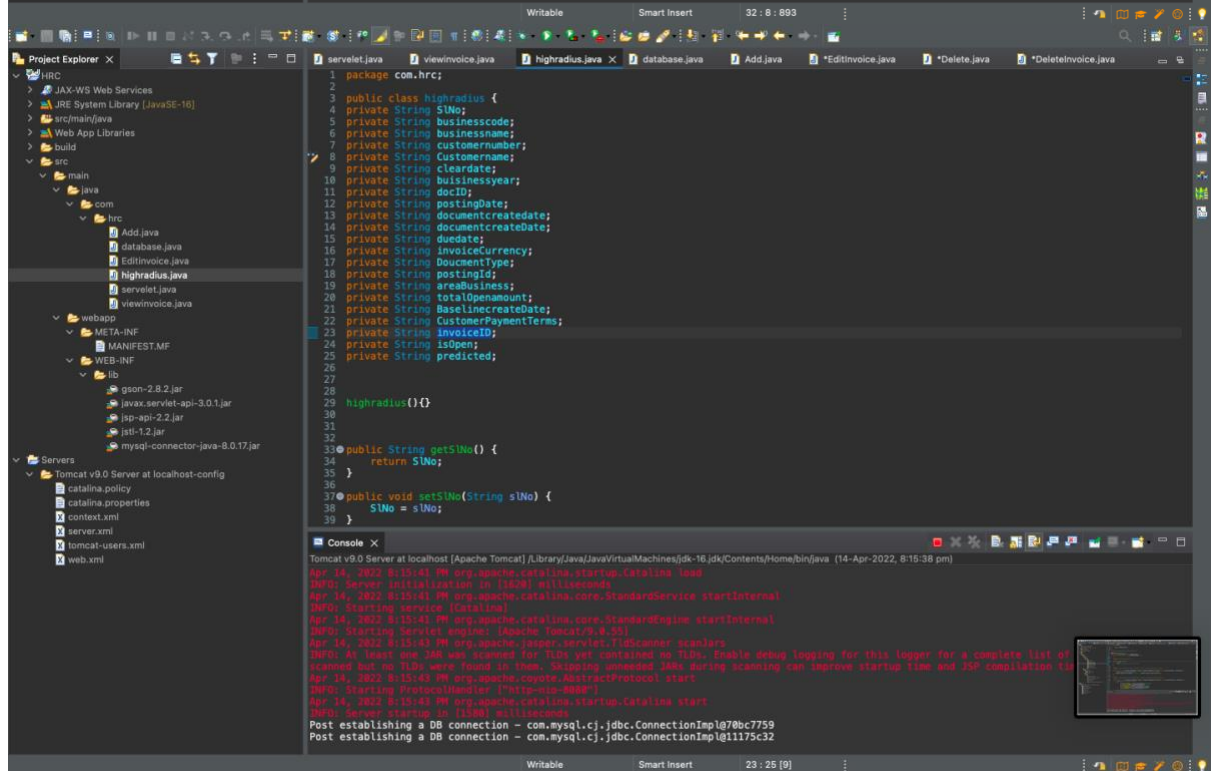 Writable Smart Insert 32 : 8 : 893
Project Explorer
HRC
JAX-WS Web Services
JRE System Library [JavaSE-16]
src/main/java
Web App Libraries
build
src
main
java
com
hrc
Add.java
database.java
EditInvoice.java
highradius.java
servelet.java
viewinvoice.java
webapp
META-INF
MANIFEST.MF
WEB-INF
lib
gson-2.8.2.jar
javax.servlet-api-3.0.1.jar
jsp-api-2.2.jar
jstl-1.2.jar
mysql-connector-java-8.0.17.jar
Servers
Tomcat v9.0 Server at localhost-config
catalina.policy
catalina.properties
context.xml
server.xml
tomcat-users.xml
web.xml
servelet.java viewinvoice.java highradius.java database.java Add.java *EditInvoice.java *Delete.java *DeleteInvoice.java
1 package com.hrc;
2
3 public class highradius {
4 private String SlNo;
5 private String businesscode;
6 private String businessname;
7 private String customernumber;
8 private String Customername;
9 private String cleardate;
10 private String buisinessyear;
11 private String docID;
12 private String postingDate;
13 private String documentcreatedate;
14 private String documentcreateDate;
15 private String duedate;
16 private String invoiceCurrency;
17 private String DoucmentType;
18 private String postingId;
19 private String areaBusiness;
20 private String totalOpenamount;
21 private String BaselinecreateDate;
22 private String CustomerPaymentTerms;
23 private String invoiceID;
24 private String isOpen;
25 private String predicted;
26
27
28
29 highradius(){}
30
31
32
33 public String getSlNo() {
34 return SlNo;
35 }
36
37 public void setSlNo(String slNo) {
38 SlNo = slNo;
39 }
Console
Tomcat v9.0 Server at localhost [Apache Tomcat] /Library/Java/JavaVirtualMachines/jdk-16.jdk/Contents/Home/bin/java (14-Apr-2022, 8:15:38 pm)
Apr 14, 2022 8:15:41 PM org.apache.catalina.startup.Catalina load
INFO: Server initialization in [1620] milliseconds
Apr 14, 2022 8:15:41 PM org.apache.catalina.core.StandardService startInternal
INFO: Starting service [Catalina]
Apr 14, 2022 8:15:41 PM org.apache.catalina.core.StandardEngine startInternal
INFO: Starting Servlet engine: [Apache Tomcat/9.0.55]
Apr 14, 2022 8:15:43 PM org.apache.jasper.servlet.TldScanner scanJars
INFO: At least one JAR was scanned for TLDs yet contained no TLDs. Enable debug logging for this logger for a complete list of
scanned but no TLDs were found in them. Skipping unneeded JARs during scanning can improve startup time and JSP compilation
Apr 14, 2022 8:15:43 PM org.apache.coyote.AbstractProtocol start
INFO: Starting ProtocolHandler ["http-nio-8080"]
Apr 14, 2022 8:15:43 PM org.apache.catalina.startup.Catalina start
INFO: Server startup in [1580] milliseconds
Post establishing a DB connection - com.mysql.cj.jdbc.ConnectionImpl@70bc7759
Post establishing a DB connection - com.mysql.cj.jdbc.ConnectionImpl@11175c32
Writable Smart Insert 23 : 25 [9]